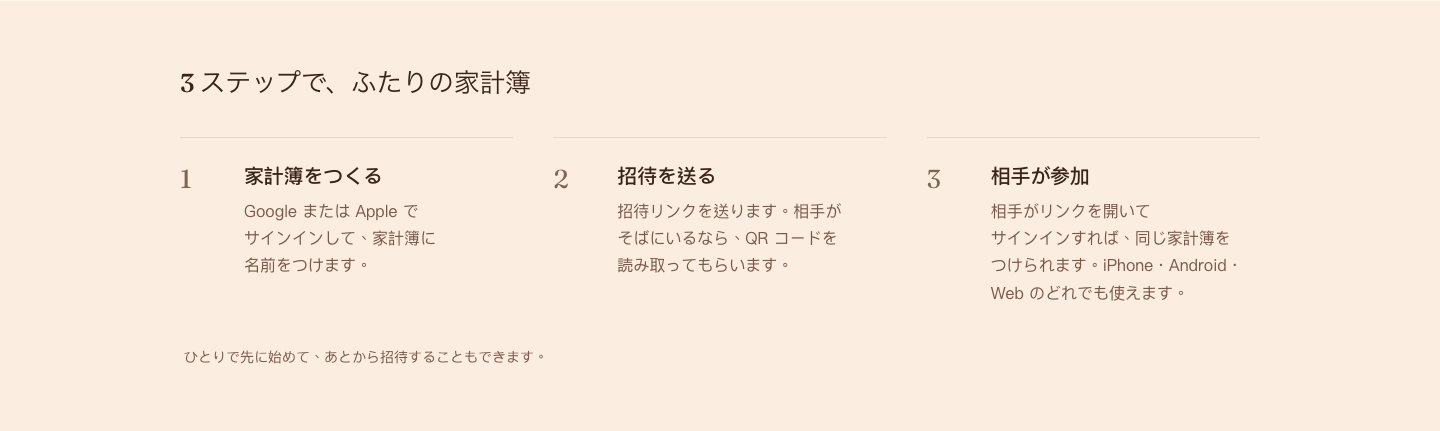 3 ステップで、ふたりの家計簿
1
家計簿をつくる
Google または Apple で
サインインして、家計簿に
名前をつけます。
2
招待を送る
招待リンクを送ります。相手が
そばにいるなら、QR コードを
読み取ってもらいます。
3
相手が参加
相手がリンクを開いて
サインインすれば、同じ家計簿を
つけられます。iPhone・Android・
Web のどれでも使えます。
ひとりで先に始めて、あとから招待することもできます。